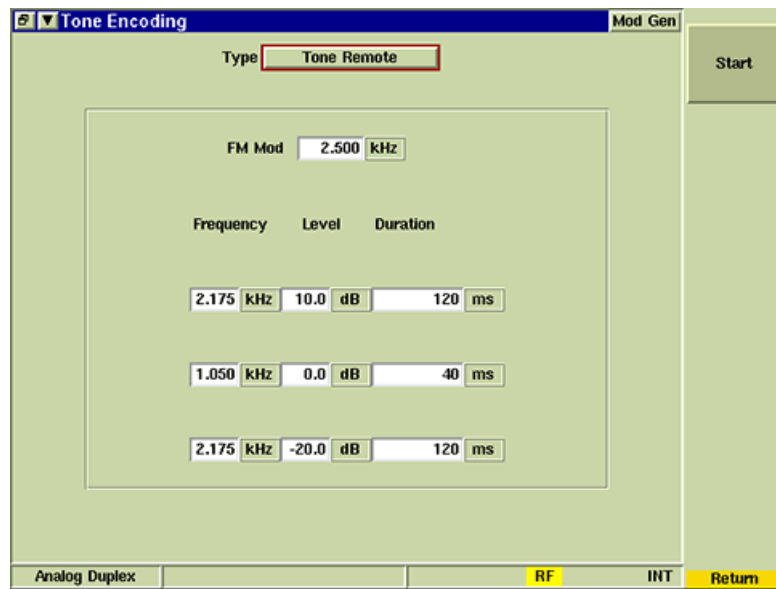 Tone Encoding Mod Gen
Type Tone Remote
Start
FM Mod 2.500 kHz
Frequency Level Duration
2.175 kHz 10.0 dB 120 ms
1.050 kHz 0.0 dB 40 ms
2.175 kHz -20.0 dB 120 ms
Analog Duplex RF INT Return